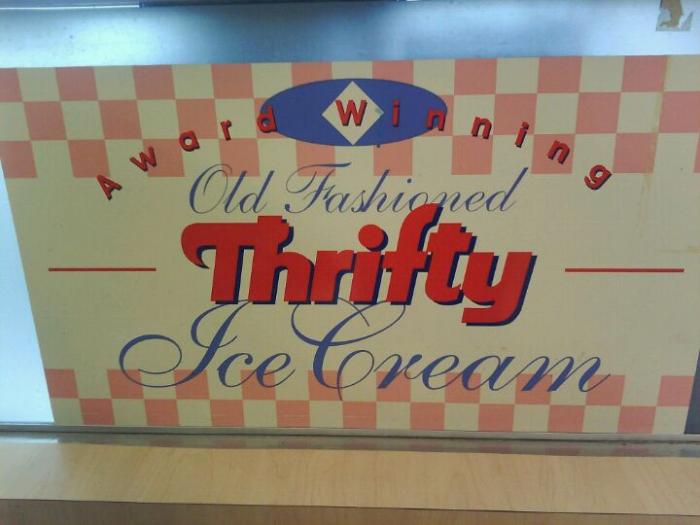 Award Winning
Old Fashioned
Thrifty
Ice Cream